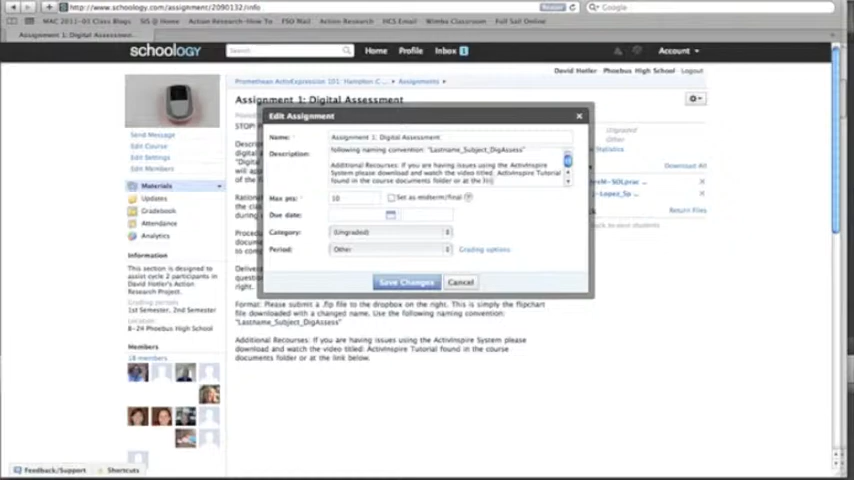 http://www.schoology.com/assignment/2090132/info
Reader
Google
MAC 2011-03 Class Blogs
SIS @ Home
Action Research-How To
FSO Mail
Action-Research
HCS Email
Wimba Classroom
Full Sail Online
Assignment 1: Digital Assessmen...
schoology
Search
Home
Profile
Inbox
Account
David Hotler
Phoebus High School
Logout
Promethean ActivExpression 101: Hampton C...
Assignments
Assignment 1: Digital Assessment
Send Message
Edit Course
Edit Settings
Edit Members
Materials
Updates
Gradebook
Attendance
Analytics
Information
This section is designed to
assist cycle 2 participants in
David Hotler's Action
Research Project.
Grading periods:
1st Semester, 2nd Semester
Location:
B-24 Phoebus High School
Members
18 members
Edit Assignment
Name:
Assignment 1: Digital Assessment
Description:
following naming convention: "Lastname_Subject_DigAssess"
Additional Recourses: If you are having issues using the ActivInspire
System please download and watch the video titled: ActivInspire Tutorial
found in the course documents folder or at the lin
Max pts:
10
Set as midterm/final
Due date:
Category:
(Ungraded)
Period:
Other
Grading options
Save Changes
Cancel
Ungraded
Other
Statistics
Download All
Return Files
Format: Please submit a .flp file to the dropbox on the right. This is simply the flipchart
file downloaded with a changed name. Use the following naming convention:
"Lastname_Subject_DigAssess"
Additional Recourses: If you are having issues using the ActivInspire System please
download and watch the video titled: ActivInspire Tutorial found in the course
documents folder or at the link below.
Feedback/Support
Shortcuts